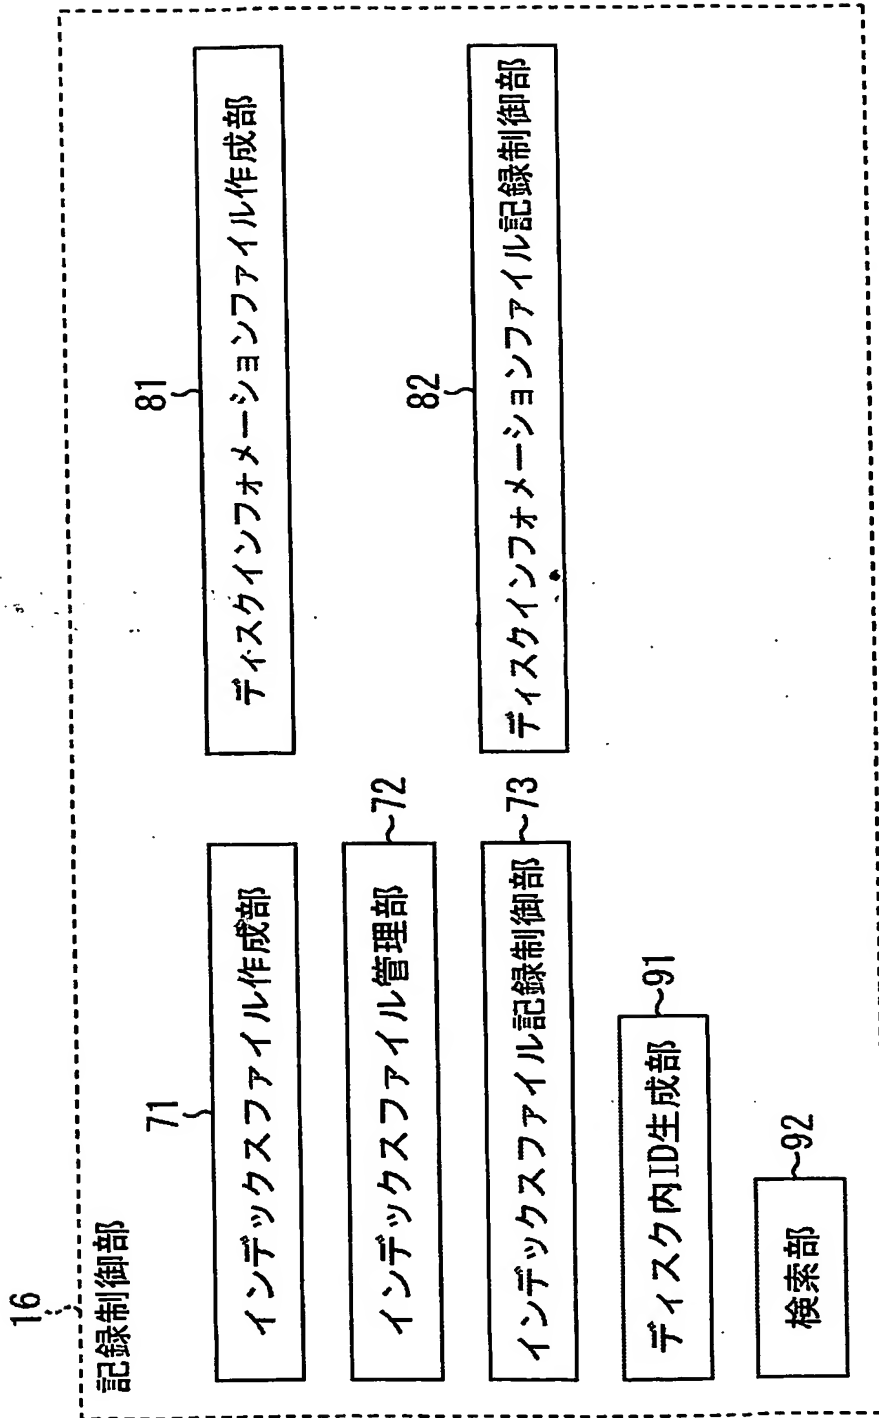 16
記録制御部
71
インデックスファイル作成部
インデックスファイル管理部
72
インデックスファイル記録制御部
73
ディスク内ID生成部
91
検索部
92
81
ディスクインフォメーションファイル作成部
82
ディスクインフォメーションファイル記録制御部